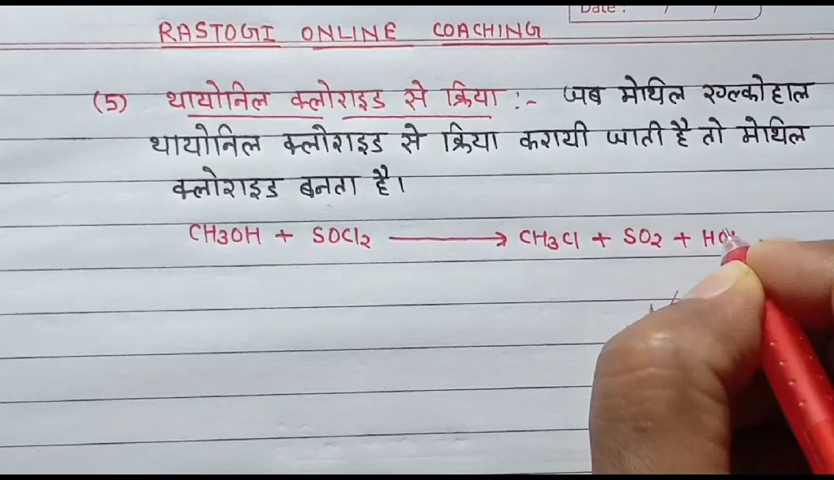 Date : / /
RASTOGI ONLINE COACHING
(5) थायोनिल क्लोराइड से क्रिया :- जब मेथिल एल्कोहाल
थायोनिल क्लोराइड से क्रिया करायी जाती है तो मेथिल
क्लोराइड बनता है।
CH3OH + SOCl2 ⟶ CH3Cl + SO2 +